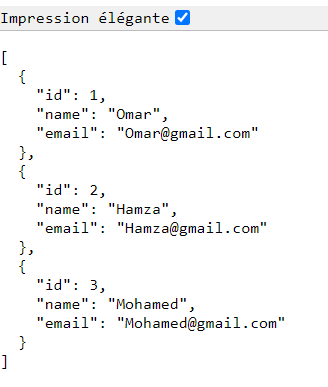 Impression élégante
[
  {
    "id": 1,
    "name": "Omar",
    "email": "Omar@gmail.com"
  },
  {
    "id": 2,
    "name": "Hamza",
    "email": "Hamza@gmail.com"
  },
  {
    "id": 3,
    "name": "Mohamed",
    "email": "Mohamed@gmail.com"
  }
]